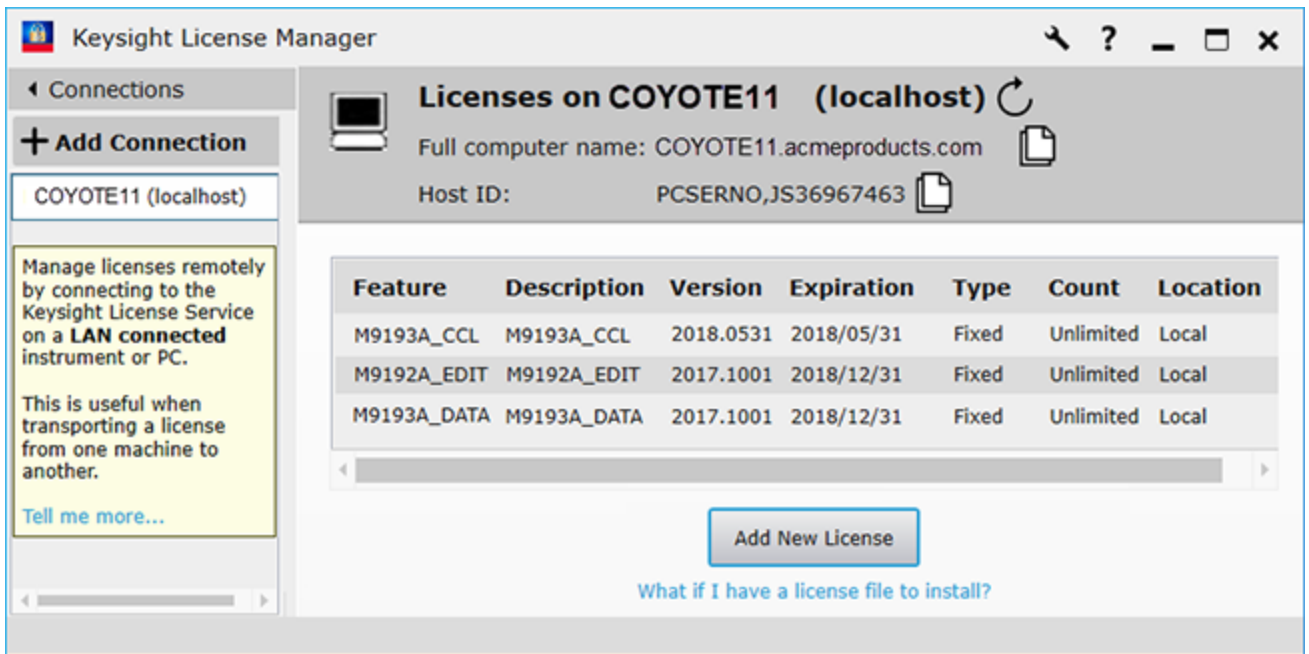 Keysight License Manager
?
Connections
+ Add Connection
COYOTE11 (localhost)
Manage licenses remotely
by connecting to the
Keysight License Service
on a LAN connected
instrument or PC.
This is useful when
transporting a license
from one machine to
another.
Tell me more...
Licenses on COYOTE11 (localhost)
Full computer name: COYOTE11.acmeproducts.com
Host ID: PCSERNO,JS36967463
Feature Description Version Expiration Type Count Location
M9193A_CCL M9193A_CCL 2018.0531 2018/05/31 Fixed Unlimited Local
M9192A_EDIT M9192A_EDIT 2017.1001 2018/12/31 Fixed Unlimited Local
M9193A_DATA M9193A_DATA 2017.1001 2018/12/31 Fixed Unlimited Local
Add New License
What if I have a license file to install?